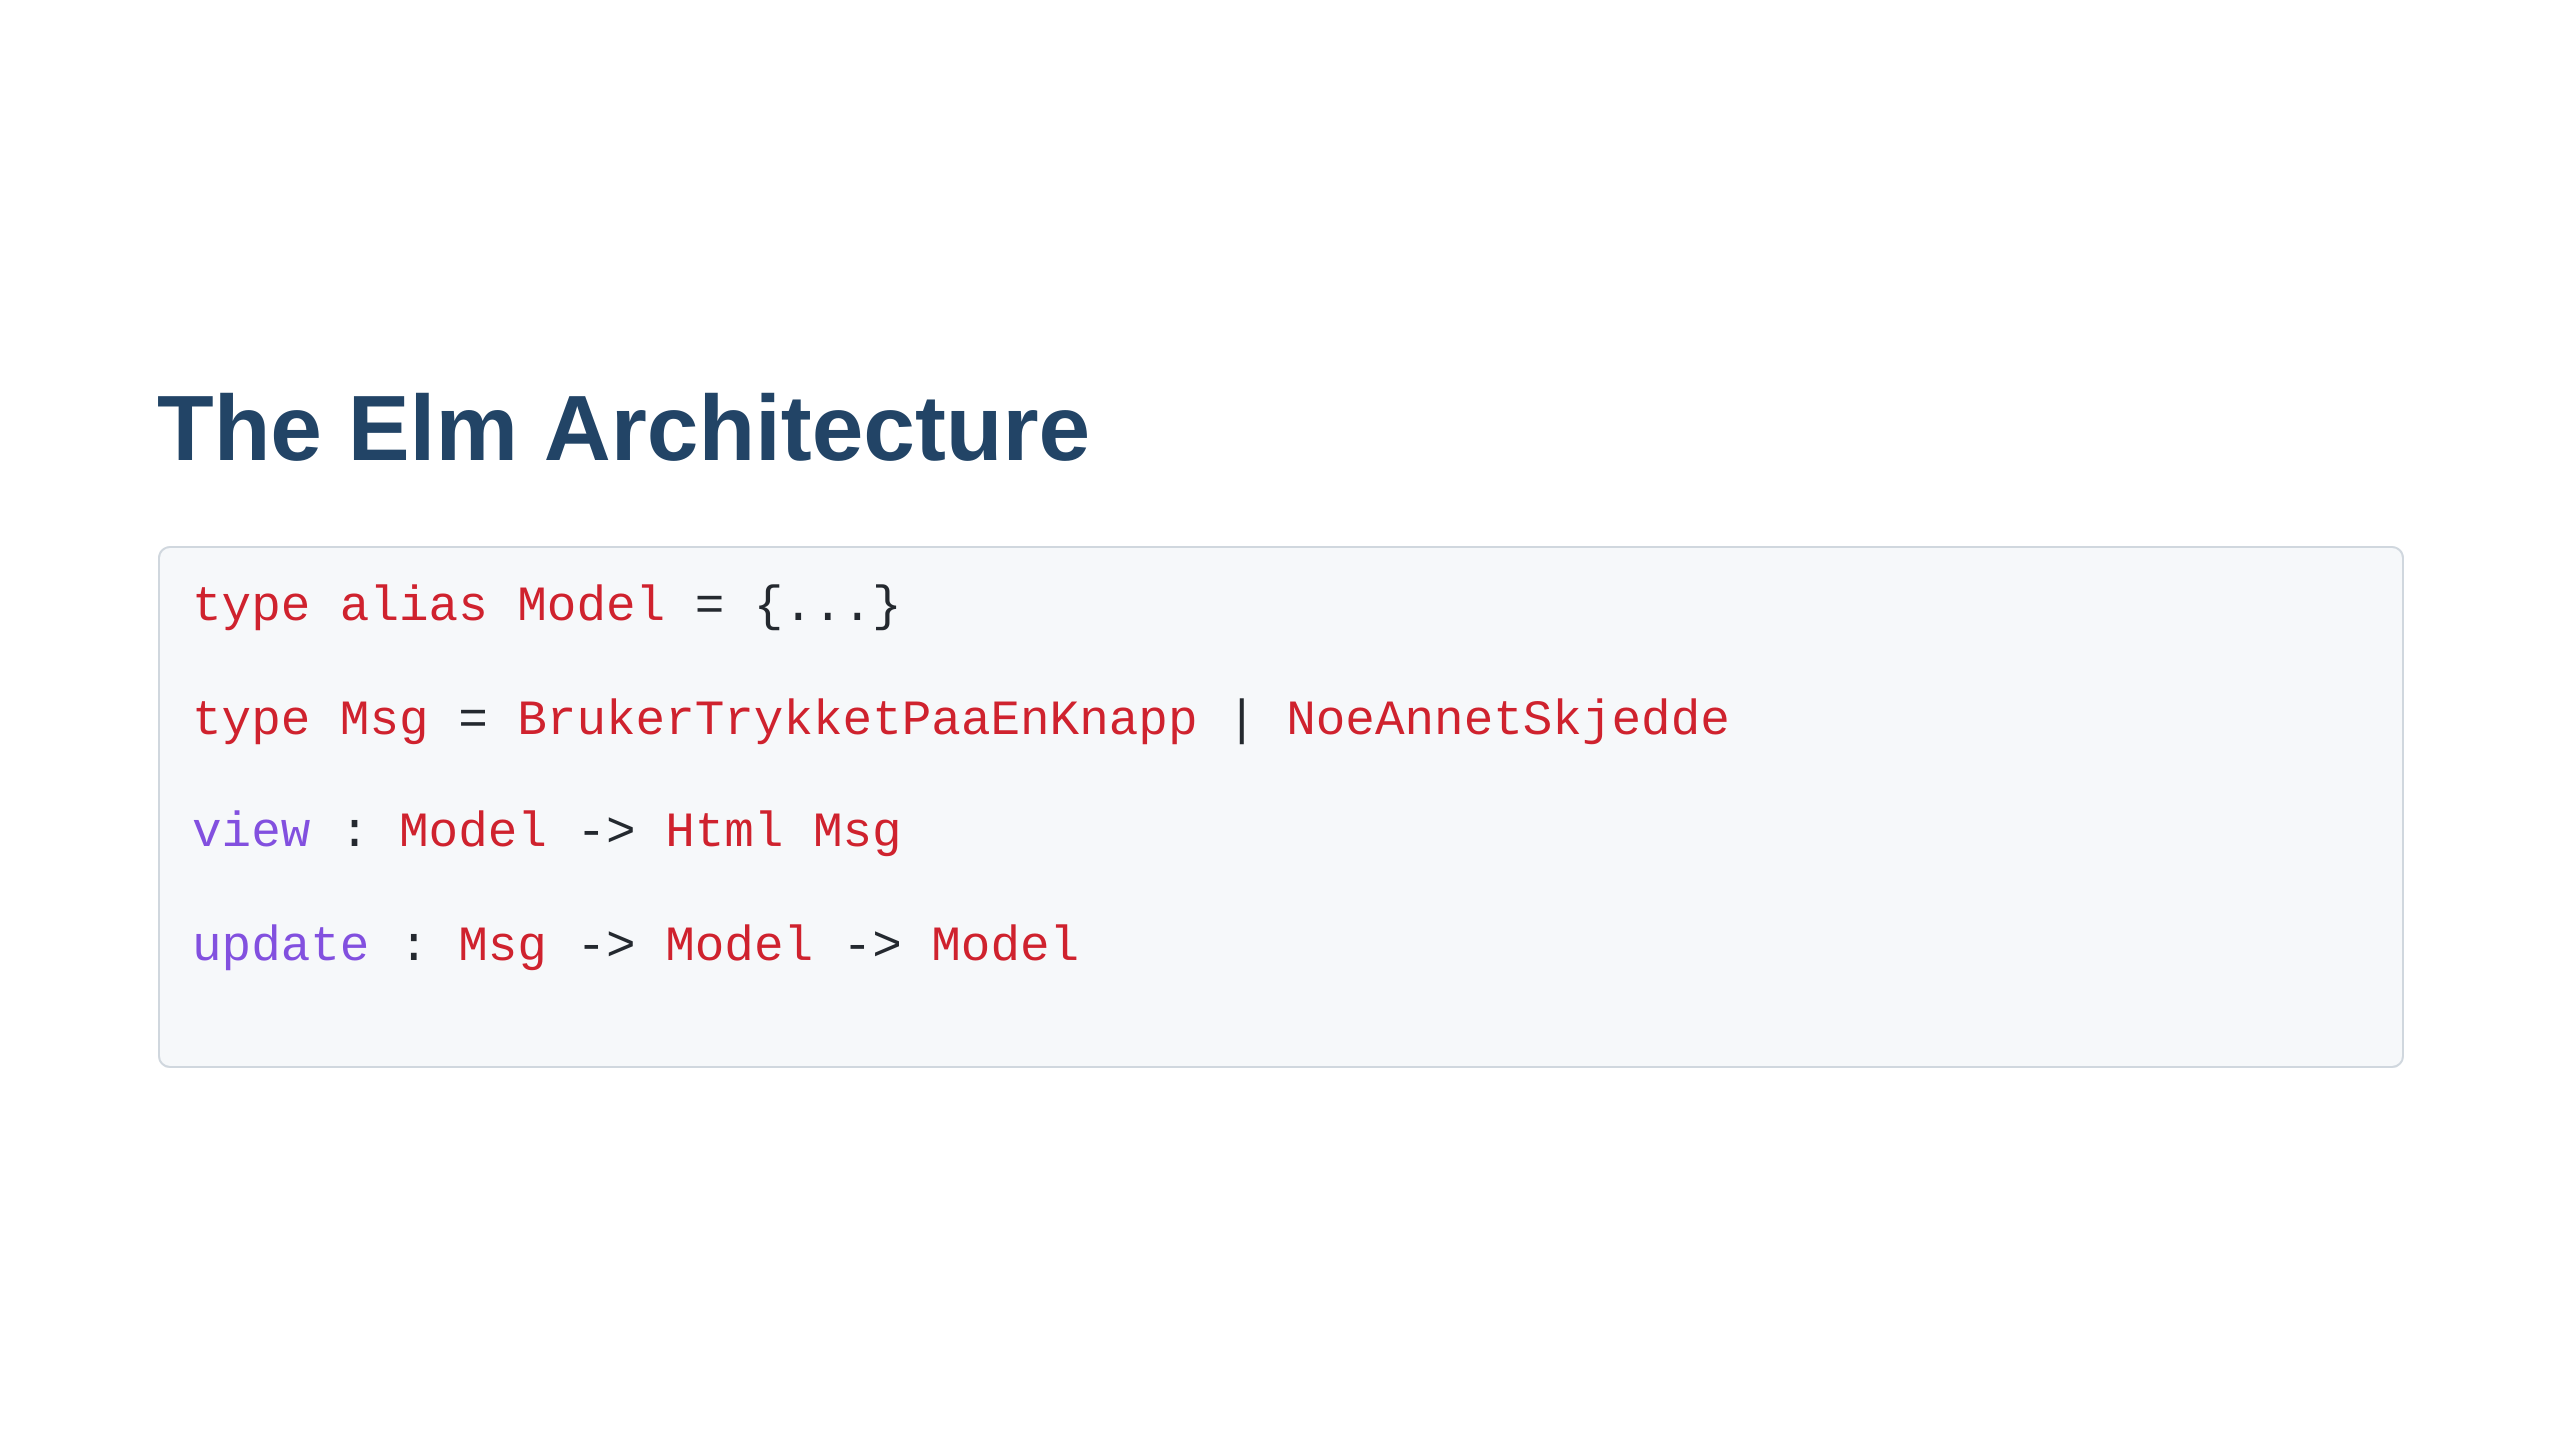 The Elm Architecture
type alias Model = {...}
type Msg = BrukerTrykketPaaEnKnapp | NoeAnnetSkjedde
view : Model -> Html Msg
update : Msg -> Model -> Model